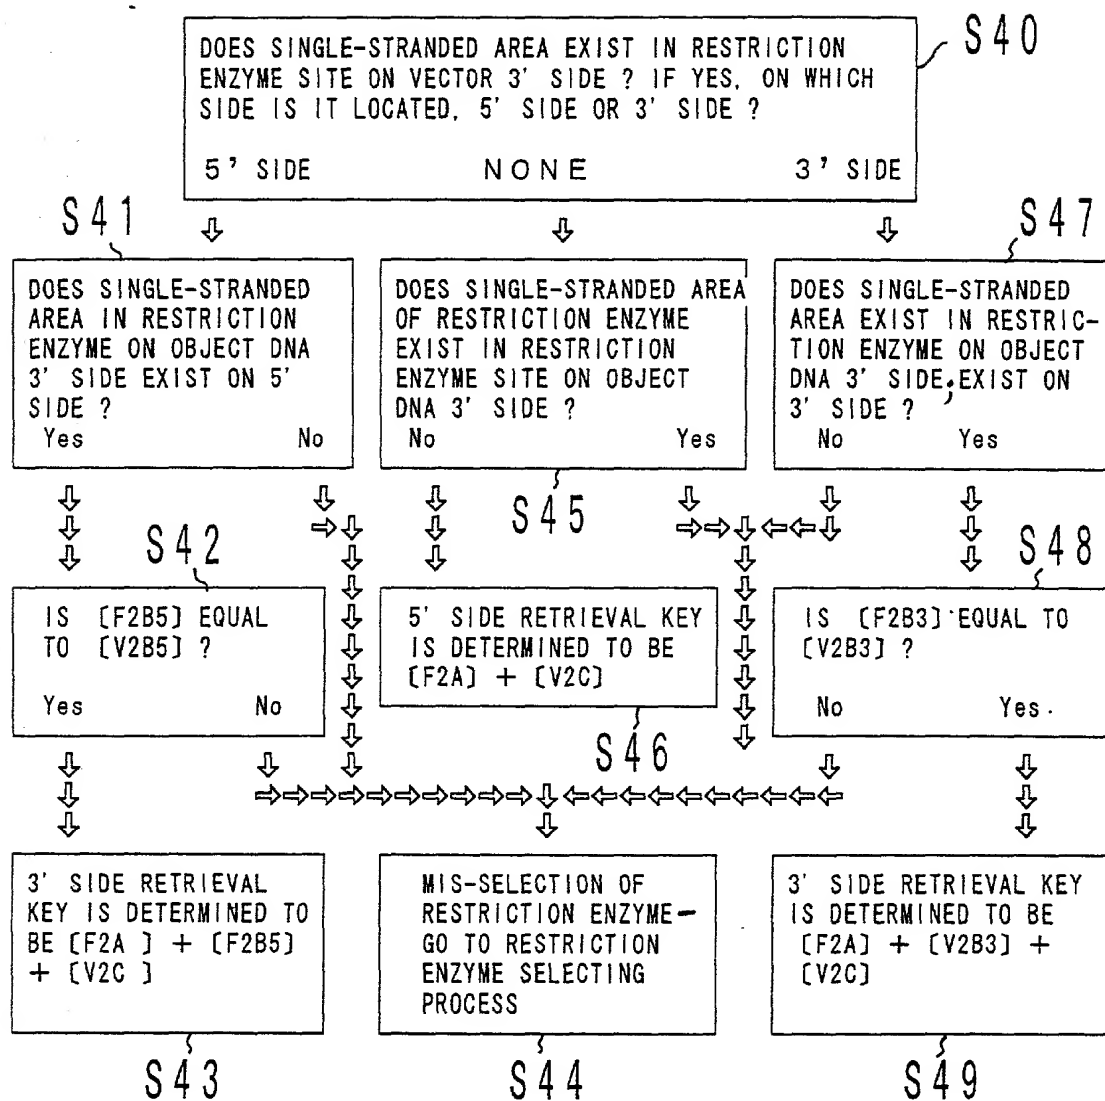 S40
DOES SINGLE-STRANDED AREA EXIST IN RESTRICTION
ENZYME SITE ON VECTOR 3' SIDE ? IF YES, ON WHICH
SIDE IS IT LOCATED, 5' SIDE OR 3' SIDE ?
5' SIDE NONE 3' SIDE
S41
DOES SINGLE-STRANDED
AREA IN RESTRICTION
ENZYME ON OBJECT DNA
3' SIDE EXIST ON 5'
SIDE ?
Yes No
DOES SINGLE-STRANDED AREA
OF RESTRICTION ENZYME
EXIST IN RESTRICTION
ENZYME SITE ON OBJECT
DNA 3' SIDE ?
No Yes
S45
S47
DOES SINGLE-STRANDED
AREA EXIST IN RESTRIC-
TION ENZYME ON OBJECT
DNA 3' SIDE, EXIST ON
3' SIDE ?
No Yes
S42
IS [F2B5] EQUAL
TO [V2B5] ?
Yes No
5' SIDE RETRIEVAL KEY
IS DETERMINED TO BE
[F2A] + [V2C]
S46
S48
IS [F2B3] EQUAL TO
[V2B3] ?
No Yes.
3' SIDE RETRIEVAL
KEY IS DETERMINED TO
BE [F2A ] + [F2B5]
+ [V2C ]
S43
MIS-SELECTION OF
RESTRICTION ENZYME—
GO TO RESTRICTION
ENZYME SELECTING
PROCESS
S44
3' SIDE RETRIEVAL KEY
IS DETERMINED TO BE
[F2A] + [V2B3] +
[V2C]
S49